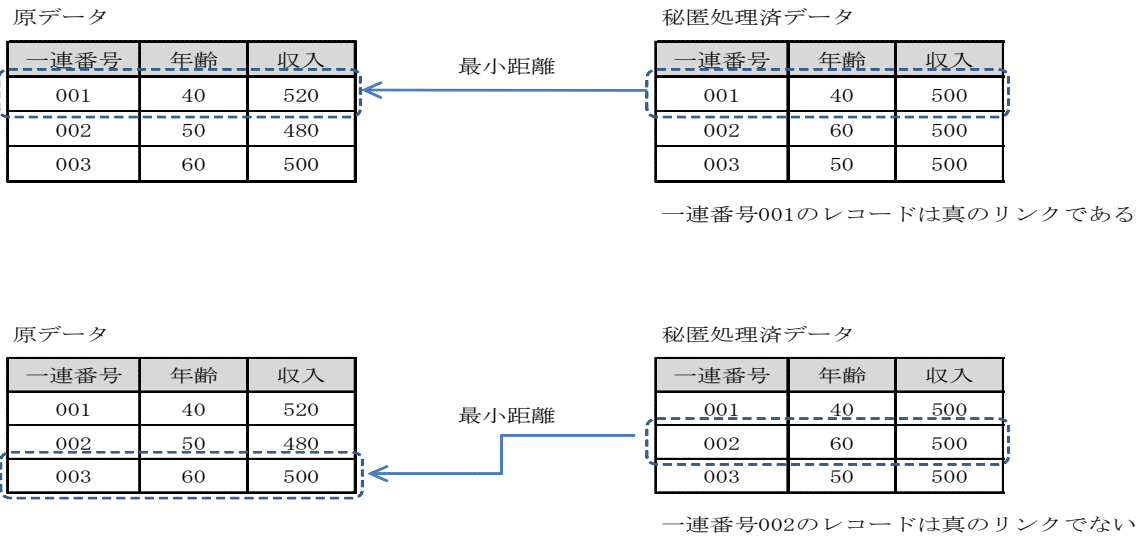 原データ
秘匿処理済データ
一連番号 年齢 収入
001 40 520
002 50 480
003 60 500
最小距離
一連番号 年齢 収入
001 40 500
002 60 500
003 50 500
一連番号001のレコードは真のリンクである
原データ
秘匿処理済データ
一連番号 年齢 収入
001 40 520
002 50 480
003 60 500
最小距離
一連番号 年齢 収入
001 40 500
002 60 500
003 50 500
一連番号002のレコードは真のリンクでない